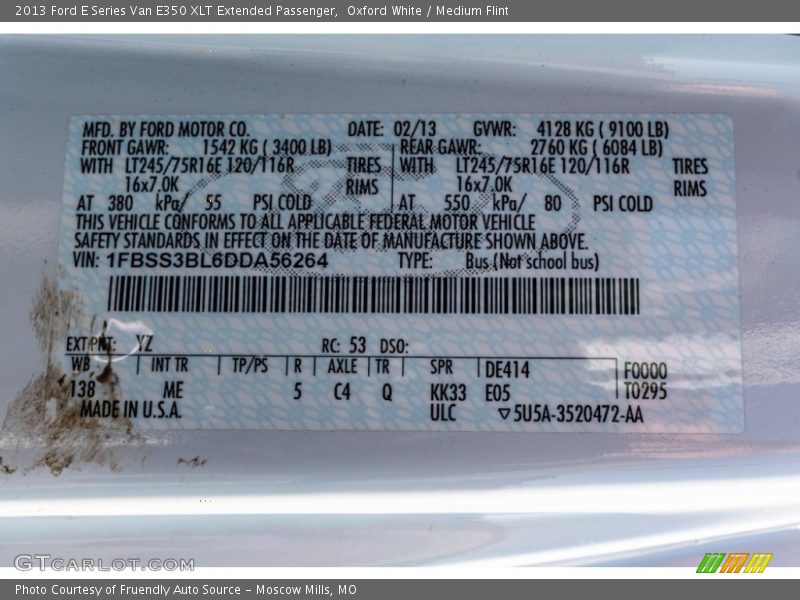 2013 Ford E Series Van E350 XLT Extended Passenger,  Oxford White / Medium Flint
MFD. BY FORD MOTOR CO. DATE: 02/13 GVWR: 4128 KG ( 9100 LB)
FRONT GAWR: 1542 KG ( 3400 LB) REAR GAWR: 2760 KG ( 6084 LB)
WITH LT245/75R16E 120/116R TIRES WITH LT245/75R16E 120/116R TIRES
16x7.0K RIMS 16x7.0K RIMS
AT 380 kPa/ 55 PSI COLD AT 550 kPa/ 80 PSI COLD
THIS VEHICLE CONFORMS TO ALL APPLICABLE FEDERAL MOTOR VEHICLE
SAFETY STANDARDS IN EFFECT ON THE DATE OF MANUFACTURE SHOWN ABOVE.
VIN: 1FBSS3BL6DDA56264 TYPE: Bus (Not school bus)
EXT PNT: YZ RC: 53 DSO:
WB INT TR TP/PS R AXLE TR SPR DE414 F0000
138 ME 5 C4 Q KK33 E05 T0295
MADE IN U.S.A. ULC ▽5U5A-3520472-AA
GTCARLOT.COM
Photo Courtesy of Fruendly Auto Source - Moscow Mills, MO